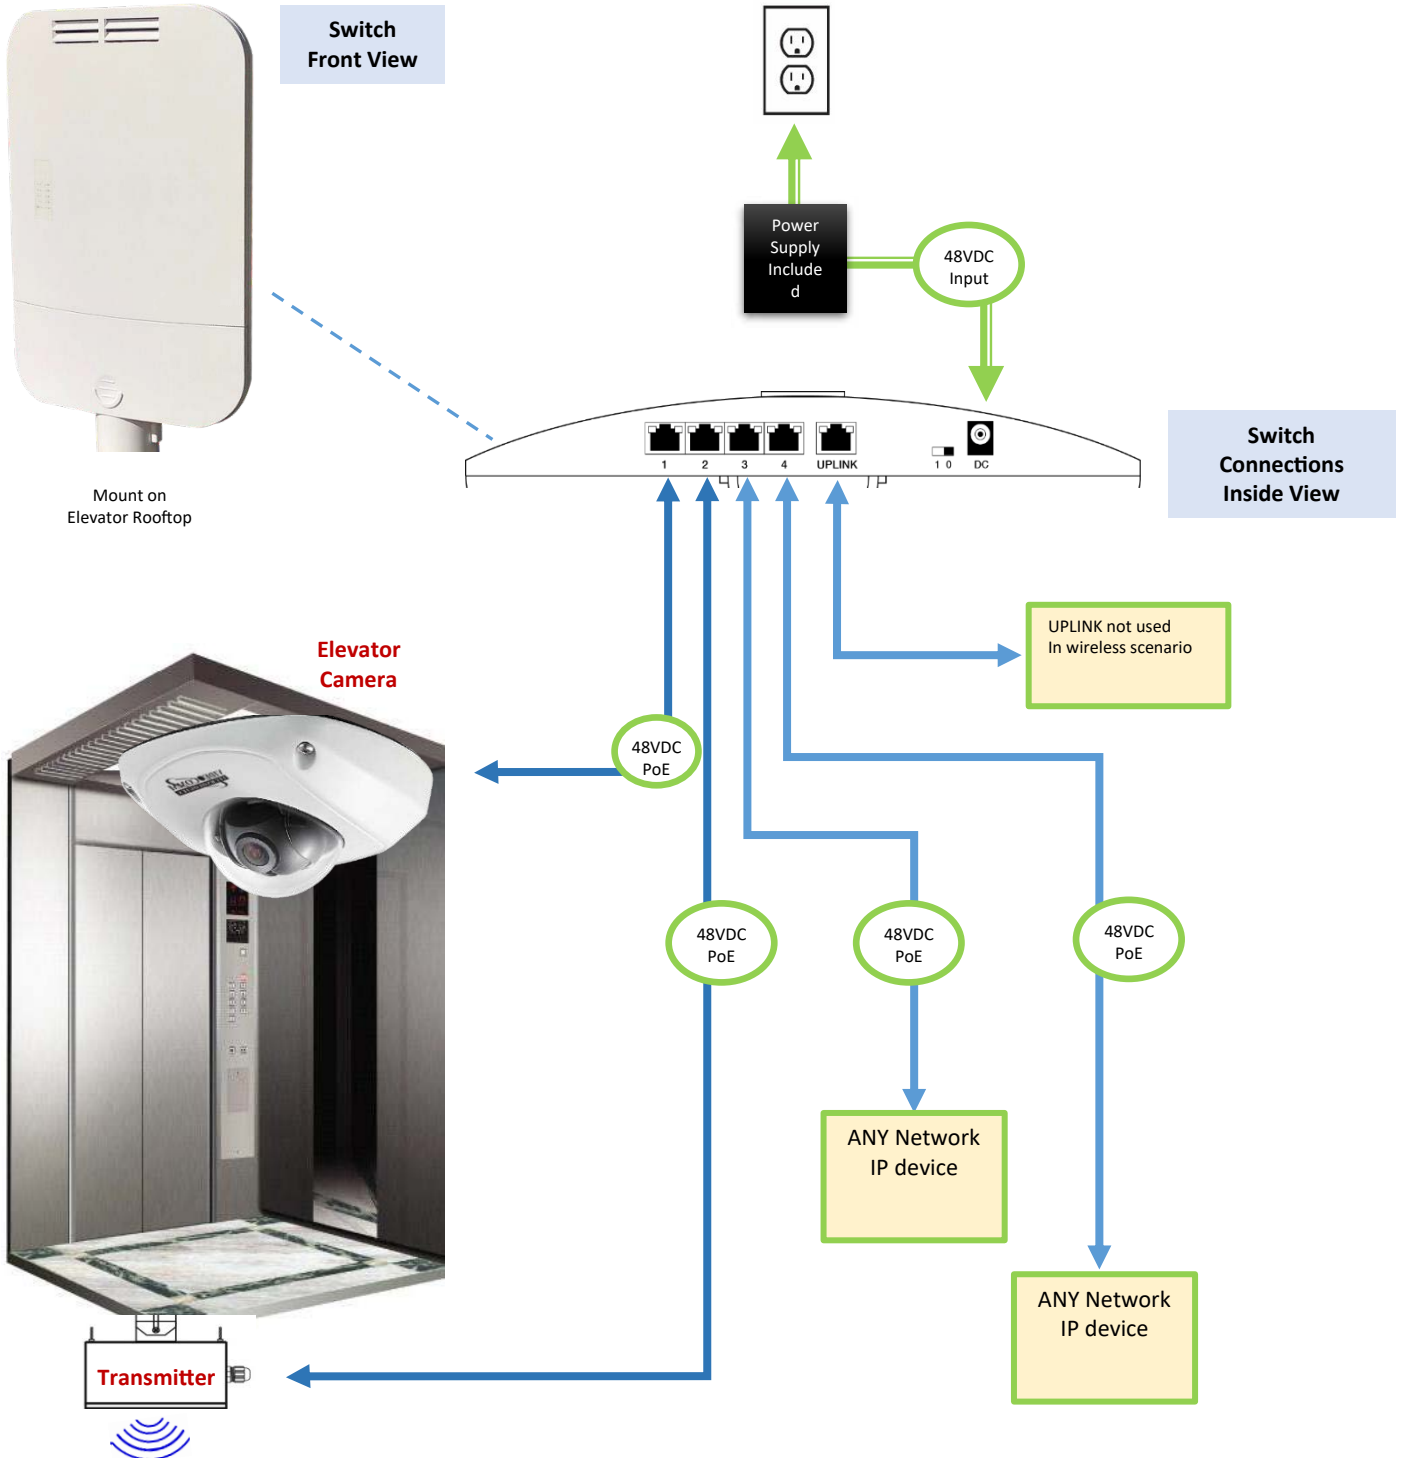 Switch
Front View
Power
Supply
Include
d
48VDC
Input
1 2 3 4 UPLINK 1 0 DC
Switch
Connections
Inside View
Mount on
Elevator Rooftop
UPLINK not used
In wireless scenario
Elevator
Camera
48VDC
PoE
48VDC
PoE
48VDC
PoE
48VDC
PoE
ANY Network
IP device
ANY Network
IP device
Transmitter